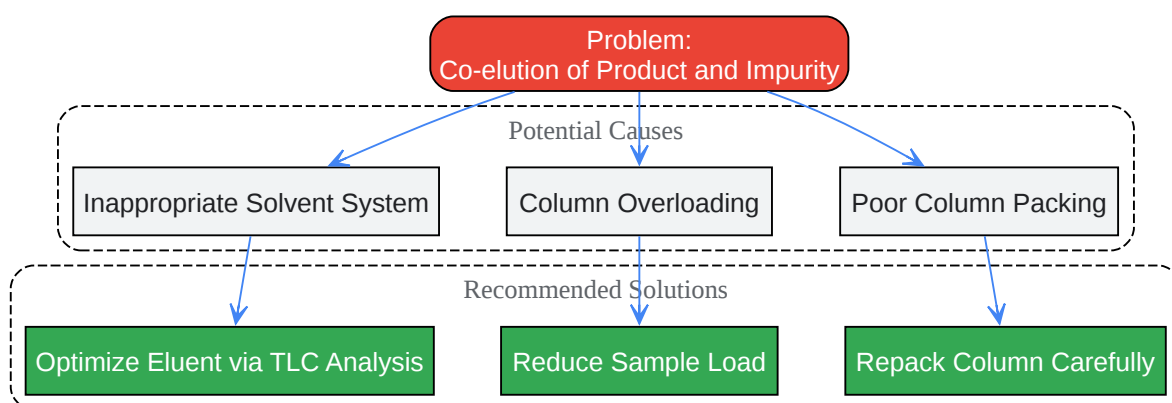 Problem:
Co-elution of Product and Impurity
Potential Causes
Inappropriate Solvent System
Column Overloading
Poor Column Packing
Recommended Solutions
Optimize Eluent via TLC Analysis
Reduce Sample Load
Repack Column Carefully